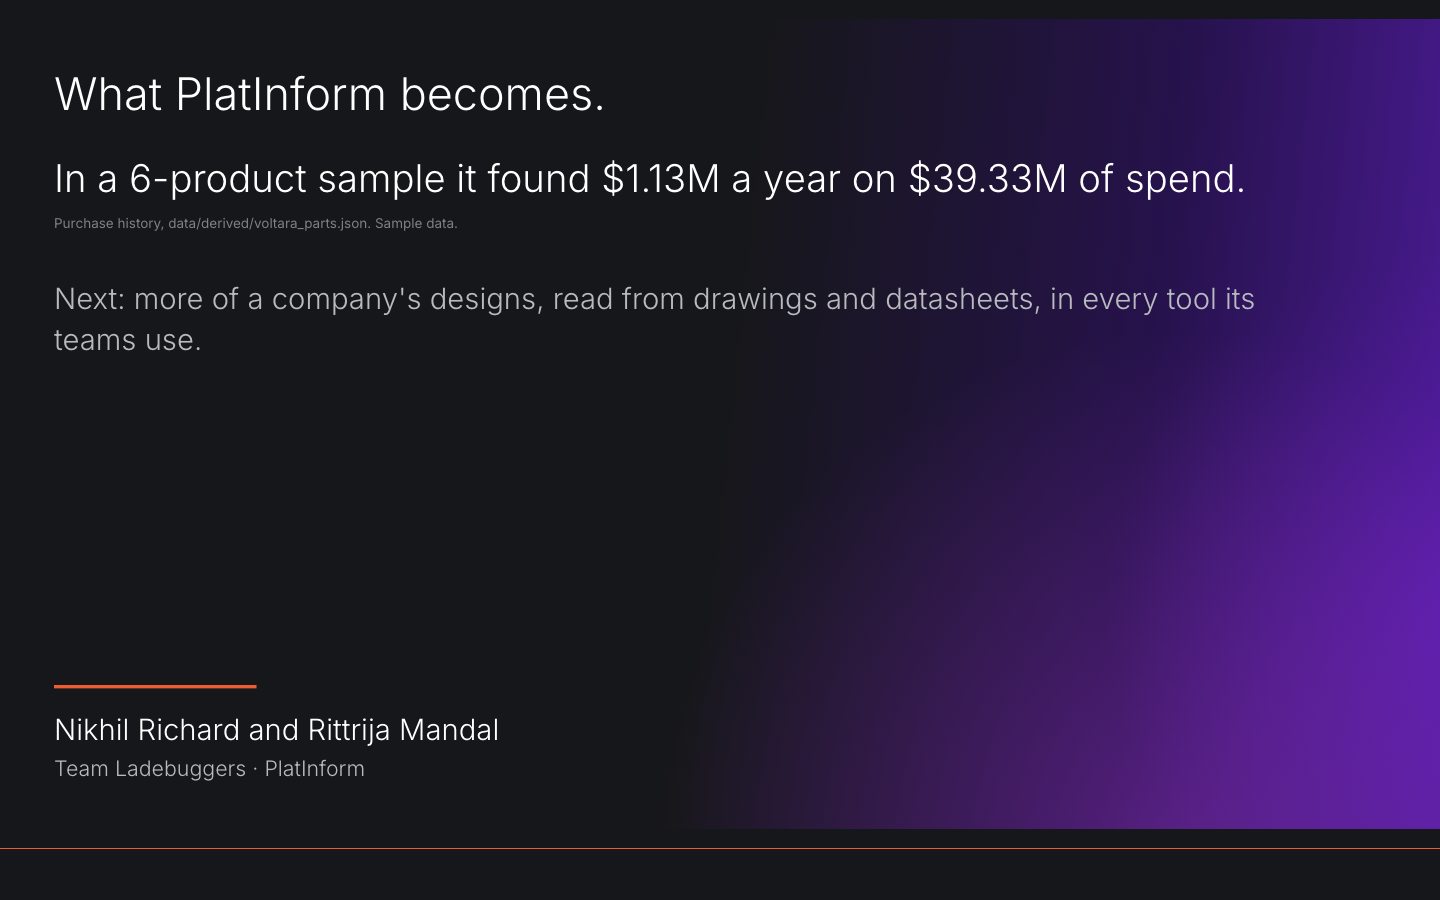 What PlatInform becomes.
In a 6-product sample it found $1.13M a year on $39.33M of spend.
Purchase history, data/derived/voltara_parts.json. Sample data.
Next: more of a company's designs, read from drawings and datasheets, in every tool its
teams use.
Nikhil Richard and Rittrija Mandal
Team Ladebuggers · PlatInform